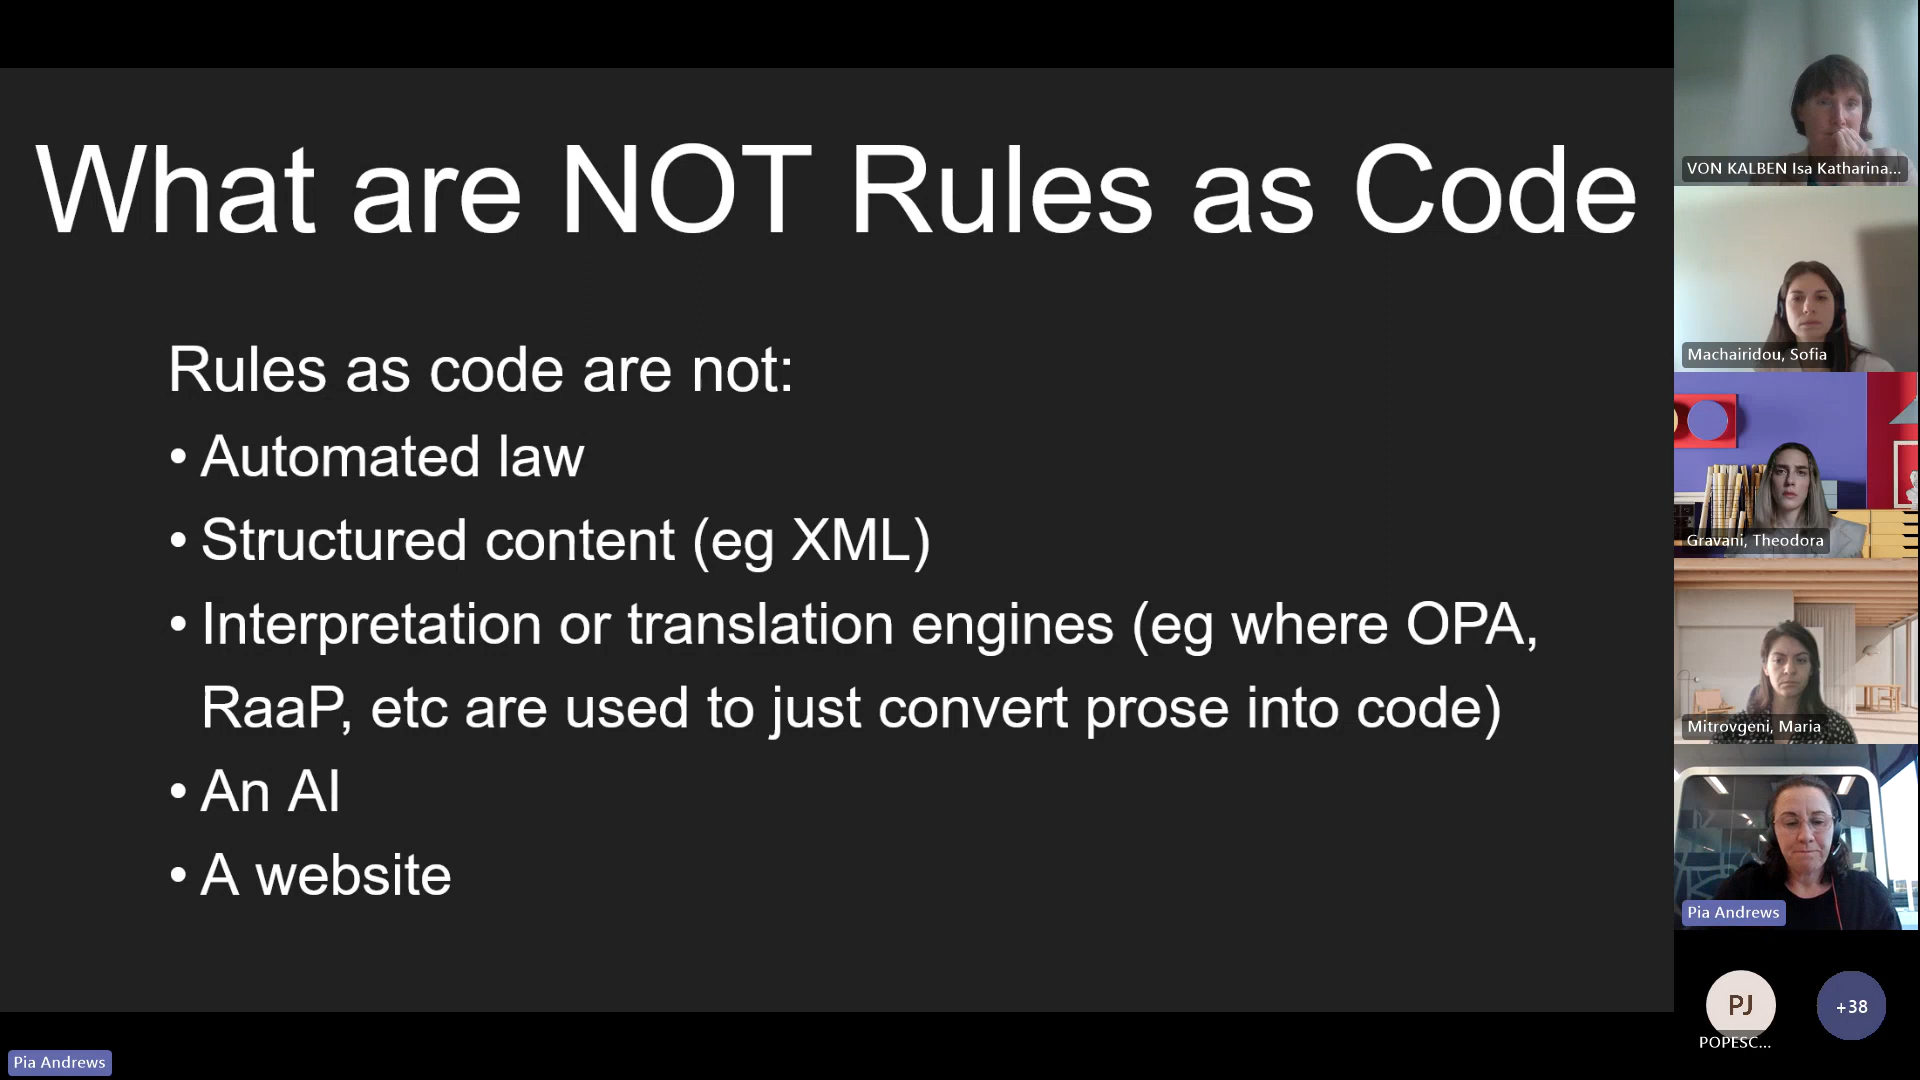 What are NOT Rules as Code
Rules as code are not:
• Automated law
• Structured content (eg XML)
• Interpretation or translation engines (eg where OPA,
RaaP, etc are used to just convert prose into code)
• An AI
• A website
VON KALBEN Isa Katharina...
Machairidou, Sofia
Gravani, Theodora
Mitrovgeni, Maria
Pia Andrews
PJ
+38
POPESC...
Pia Andrews